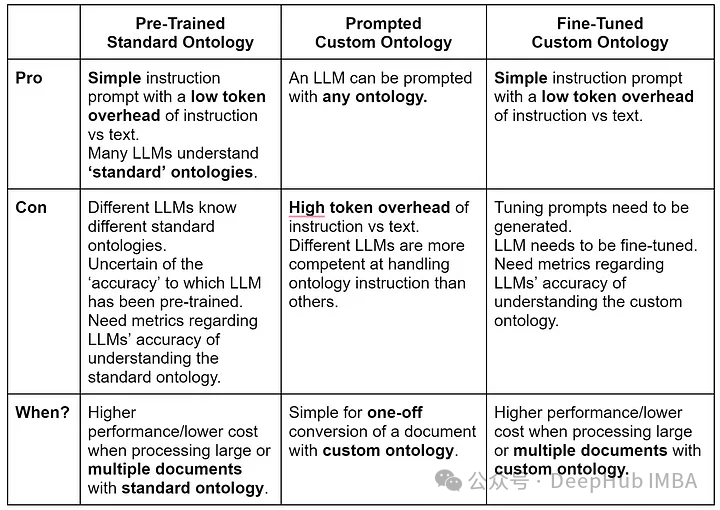 Pre-Trained
Standard Ontology
Prompted
Custom Ontology
Fine-Tuned
Custom Ontology
Pro
Simple instruction
prompt with a low token
overhead of instruction
vs text.
Many LLMs understand
‘standard’ ontologies.
An LLM can be prompted
with any ontology.
Simple instruction prompt
with a low token overhead
of instruction vs text.
Con
Different LLMs know
different standard
ontologies.
Uncertain of the
‘accuracy’ to which LLM
has been pre-trained.
Need metrics regarding
LLMs’ accuracy of
understanding the
standard ontology.
High token overhead of
instruction vs text.
Different LLMs are more
competent at handling
ontology instruction than
others.
Tuning prompts need to be
generated.
LLM needs to be fine-tuned.
Need metrics regarding
LLMs’ accuracy of
understanding the custom
ontology.
When?
Higher
performance/lower cost
when processing large or
multiple documents
with standard ontology.
Simple for one-off
conversion of a document
with custom ontology.
Higher performance/lower
cost when processing large
or multiple documents with
custom ontology.
公众号 · DeepHub IMBA